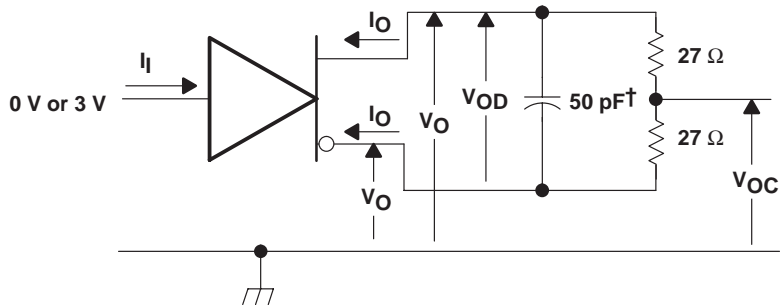 I_O
I_I
27 Ω
0 V or 3 V
V_OD
50 pF†
I_O
V_O
27 Ω
V_OC
V_O